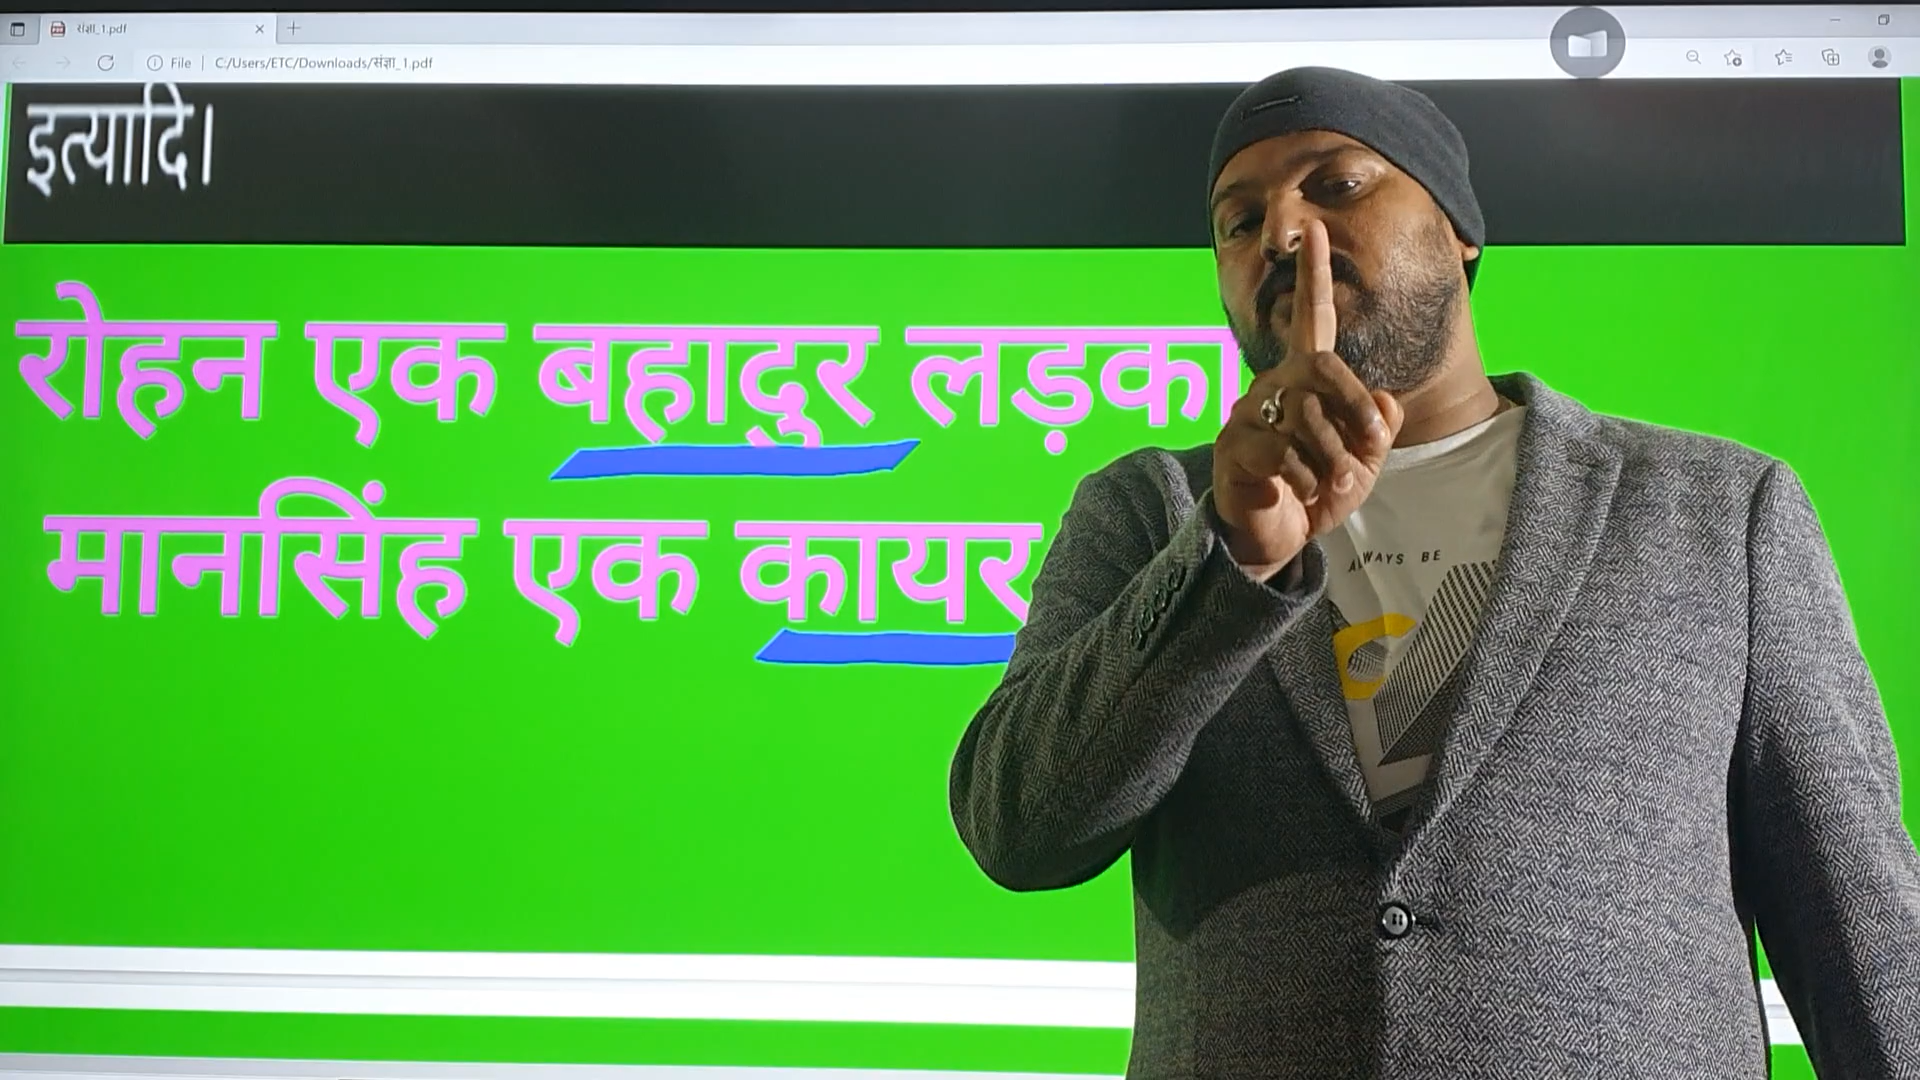 संज्ञा_1.pdf
File C:/Users/ETC/Downloads/संज्ञा_1.pdf
इत्यादि।
रोहन एक बहादुर लड़का
मानसिंह एक कायर
ALWAYS BE